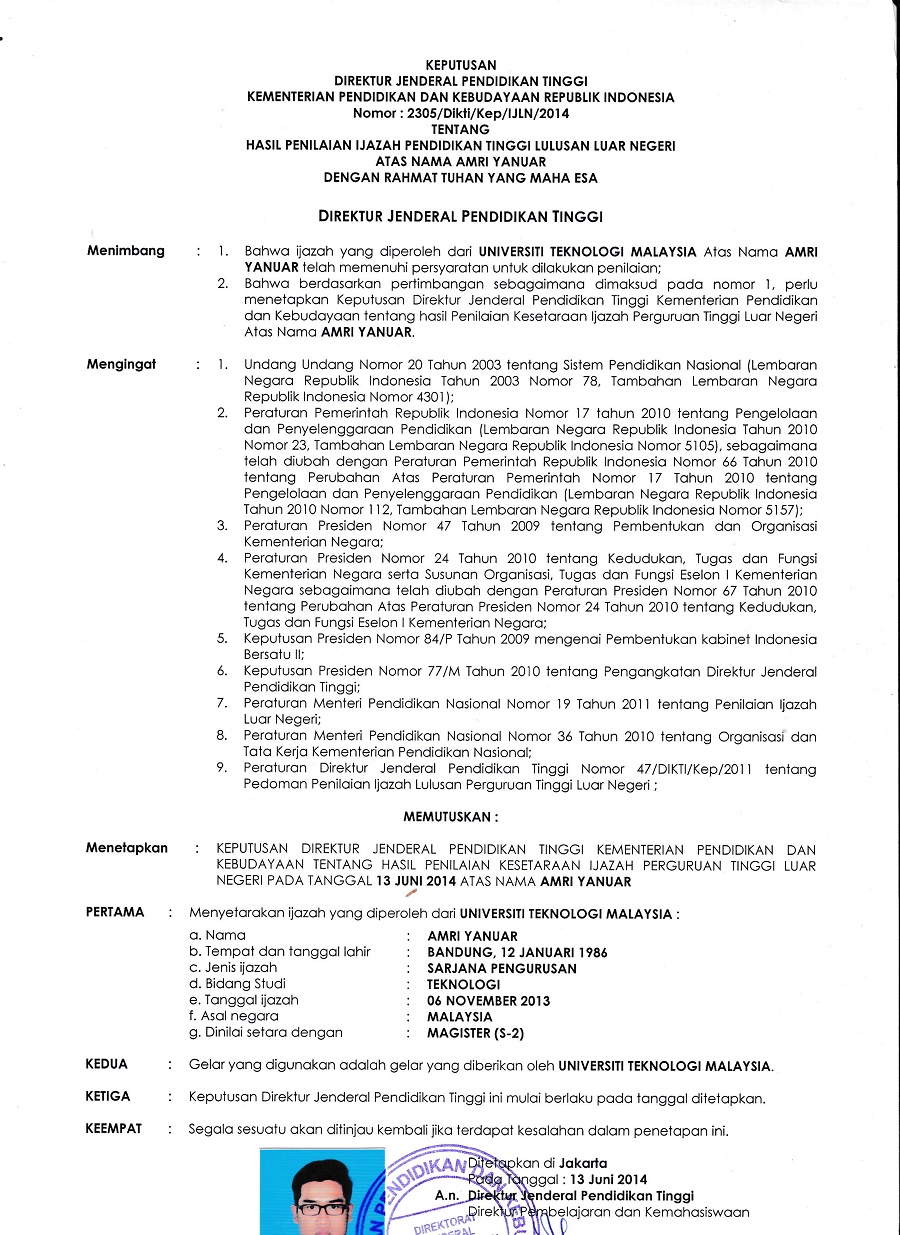 KEPUTUSAN
DIREKTUR JENDERAL PENDIDIKAN TINGGI
KEMENTERIAN PENDIDIKAN DAN KEBUDAYAAN REPUBLIK INDONESIA
Nomor : 2305/Dikti/Kep/IJLN/2014
TENTANG
HASIL PENILAIAN IJAZAH PENDIDIKAN TINGGI LULUSAN LUAR NEGERI
ATAS NAMA AMRI YANUAR
DENGAN RAHMAT TUHAN YANG MAHA ESA
DIREKTUR JENDERAL PENDIDIKAN TINGGI
Menimbang : 1. Bahwa ijazah yang diperoleh dari UNIVERSITI TEKNOLOGI MALAYSIA Atas Nama AMRI
YANUAR telah memenuhi persyaratan untuk dilakukan penilaian;
2. Bahwa berdasarkan pertimbangan sebagaimana dimaksud pada nomor 1, perlu
menetapkan Keputusan Direktur Jenderal Pendidikan Tinggi Kementerian Pendidikan
dan Kebudayaan tentang hasil Penilaian Kesetaraan Ijazah Perguruan Tinggi Luar Negeri
Atas Nama AMRI YANUAR.
Mengingat : 1. Undang Undang Nomor 20 Tahun 2003 tentang Sistem Pendidikan Nasional (Lembaran
Negara Republik Indonesia Tahun 2003 Nomor 78, Tambahan Lembaran Negara
Republik Indonesia Nomor 4301);
2. Peraturan Pemerintah Republik Indonesia Nomor 17 tahun 2010 tentang Pengelolaan
dan Penyelenggaraan Pendidikan (Lembaran Negara Republik Indonesia Tahun 2010
Nomor 23, Tambahan Lembaran Negara Republik Indonesia Nomor 5105), sebagaimana
telah diubah dengan Peraturan Pemerintah Republik Indonesia Nomor 66 Tahun 2010
tentang Perubahan Atas Peraturan Pemerintah Nomor 17 Tahun 2010 tentang
Pengelolaan dan Penyelenggaraan Pendidikan (Lembaran Negara Republik Indonesia
Tahun 2010 Nomor 112, Tambahan Lembaran Negara Republik Indonesia Nomor 5157);
3. Peraturan Presiden Nomor 47 Tahun 2009 tentang Pembentukan dan Organisasi
Kementerian Negara;
4. Peraturan Presiden Nomor 24 Tahun 2010 tentang Kedudukan, Tugas dan Fungsi
Kementerian Negara serta Susunan Organisasi, Tugas dan Fungsi Eselon I Kementerian
Negara sebagaimana telah diubah dengan Peraturan Presiden Nomor 67 Tahun 2010
tentang Perubahan Atas Peraturan Presiden Nomor 24 Tahun 2010 tentang Kedudukan,
Tugas dan Fungsi Eselon I Kementerian Negara;
5. Keputusan Presiden Nomor 84/P Tahun 2009 mengenai Pembentukan kabinet Indonesia
Bersatu II;
6. Keputusan Presiden Nomor 77/M Tahun 2010 tentang Pengangkatan Direktur Jenderal
Pendidikan Tinggi;
7. Peraturan Menteri Pendidikan Nasional Nomor 19 Tahun 2011 tentang Penilaian Ijazah
Luar Negeri;
8. Peraturan Menteri Pendidikan Nasional Nomor 36 Tahun 2010 tentang Organisasi dan
Tata Kerja Kementerian Pendidikan Nasional;
9. Peraturan Direktur Jenderal Pendidikan Tinggi Nomor 47/DIKTI/Kep/2011 tentang
Pedoman Penilaian Ijazah Lulusan Perguruan Tinggi Luar Negeri ;
MEMUTUSKAN :
Menetapkan : KEPUTUSAN DIREKTUR JENDERAL PENDIDIKAN TINGGI KEMENTERIAN PENDIDIKAN DAN
KEBUDAYAAN TENTANG HASIL PENILAIAN KESETARAAN IJAZAH PERGURUAN TINGGI LUAR
NEGERI PADA TANGGAL 13 JUNI 2014 ATAS NAMA AMRI YANUAR
PERTAMA : Menyetarakan ijazah yang diperoleh dari UNIVERSITI TEKNOLOGI MALAYSIA :
a. Nama : AMRI YANUAR
b. Tempat dan tanggal lahir : BANDUNG, 12 JANUARI 1986
c. Jenis ijazah : SARJANA PENGURUSAN
d. Bidang Studi : TEKNOLOGI
e. Tanggal ijazah : 06 NOVEMBER 2013
f. Asal negara : MALAYSIA
g. Dinilai setara dengan : MAGISTER (S-2)
KEDUA : Gelar yang digunakan adalah gelar yang diberikan oleh UNIVERSITI TEKNOLOGI MALAYSIA.
KETIGA : Keputusan Direktur Jenderal Pendidikan Tinggi ini mulai berlaku pada tanggal ditetapkan.
KEEMPAT : Segala sesuatu akan ditinjau kembali jika terdapat kesalahan dalam penetapan ini.
Ditetapkan di Jakarta
Pada Tanggal : 13 Juni 2014
A.n. Direktur Jenderal Pendidikan Tinggi
Direktur Pembelajaran dan Kemahasiswaan
PENDIDIKAN DAN
DIREKTORAT